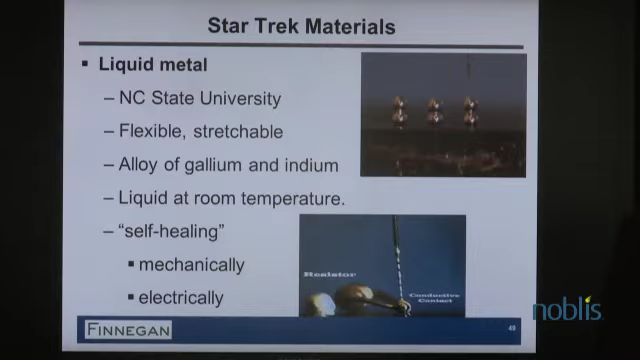 Star Trek Materials
▪ Liquid metal
– NC State University
– Flexible, stretchable
– Alloy of gallium and indium
– Liquid at room temperature.
– “self-healing”
▪ mechanically
▪ electrically
Resistor
Conductive
Contact
FINNEGAN
49
noblis